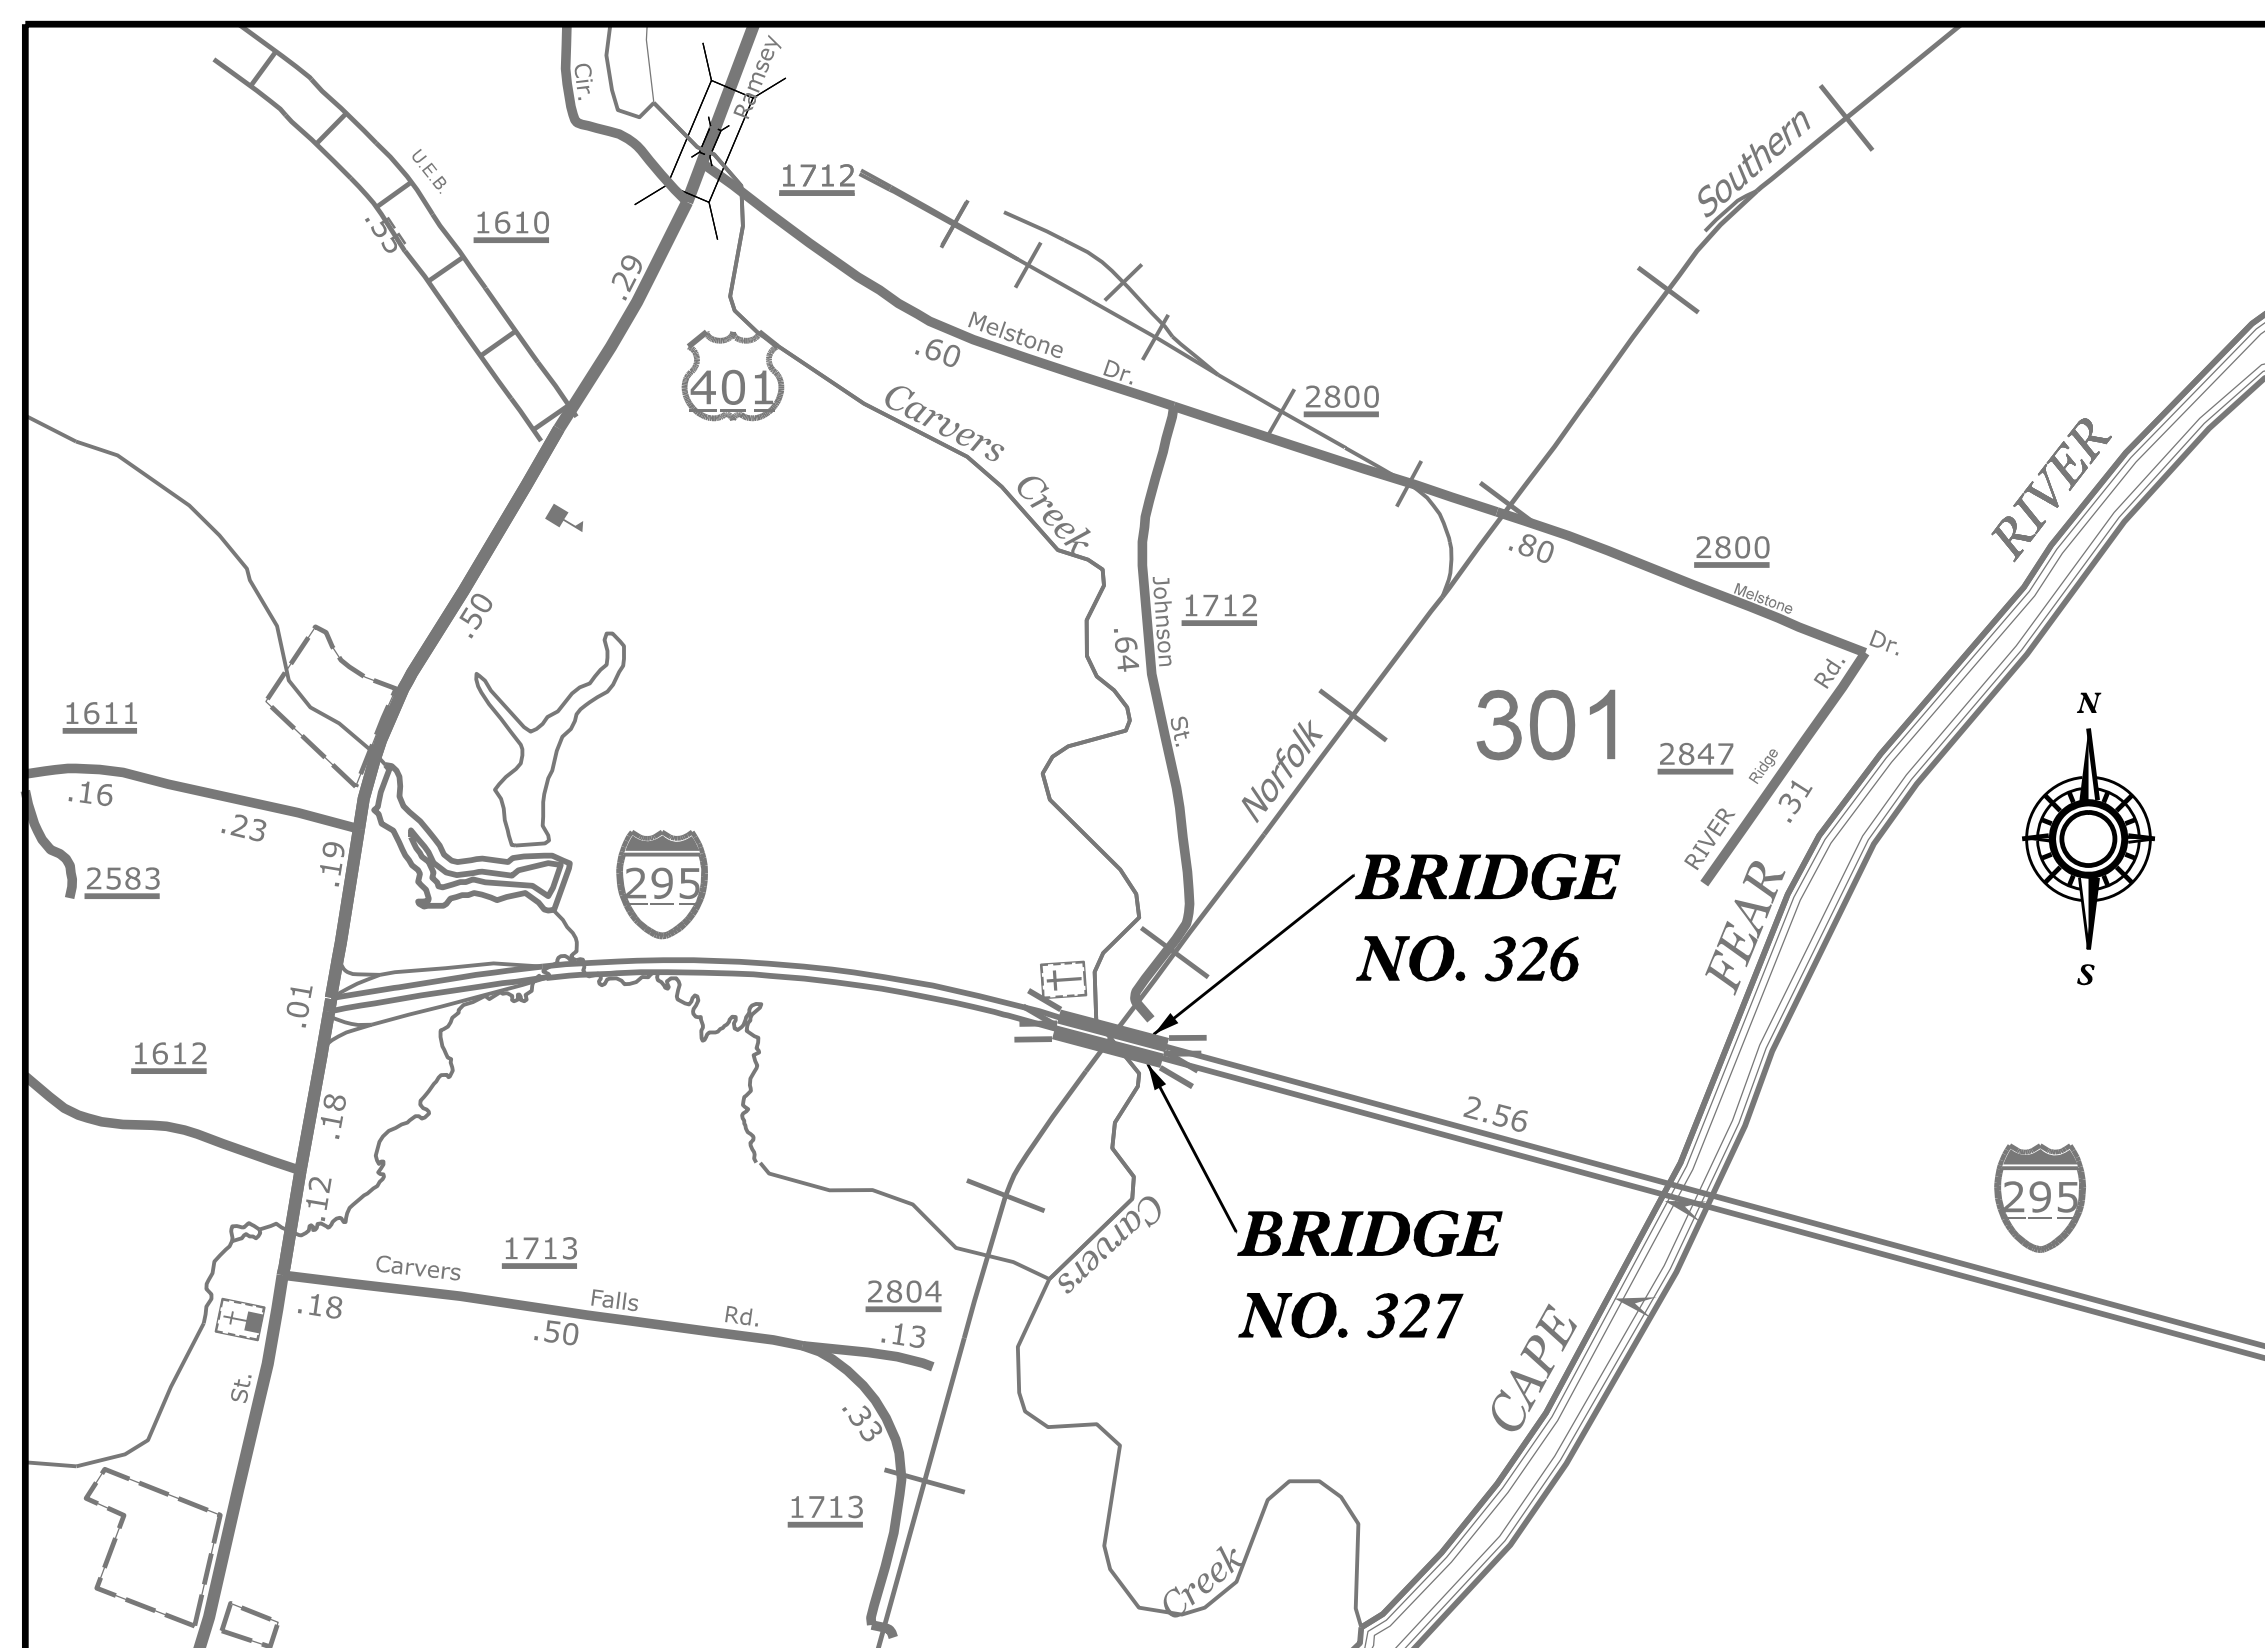 Cir.
Ramsey
U.E.B.
.55
1610
.29
1712
Southern
401
.60
Melstone Dr.
2800
Carvers Creek
.80
2800
Melstone Dr.
RIVER
.50
Johnson St.
1712
.64
Norfolk
301
2847
RIVER Ridge Rd.
.31
N
S
1611
.16
.23
2583
.19
295
BRIDGE
NO. 326
FEAR
.01
1612
.18
.12
2.56
295
BRIDGE
NO. 327
Carvers
1713
Carvers Falls Rd.
.18
.50
2804
.13
CAPE
St.
.33
1713
Creek